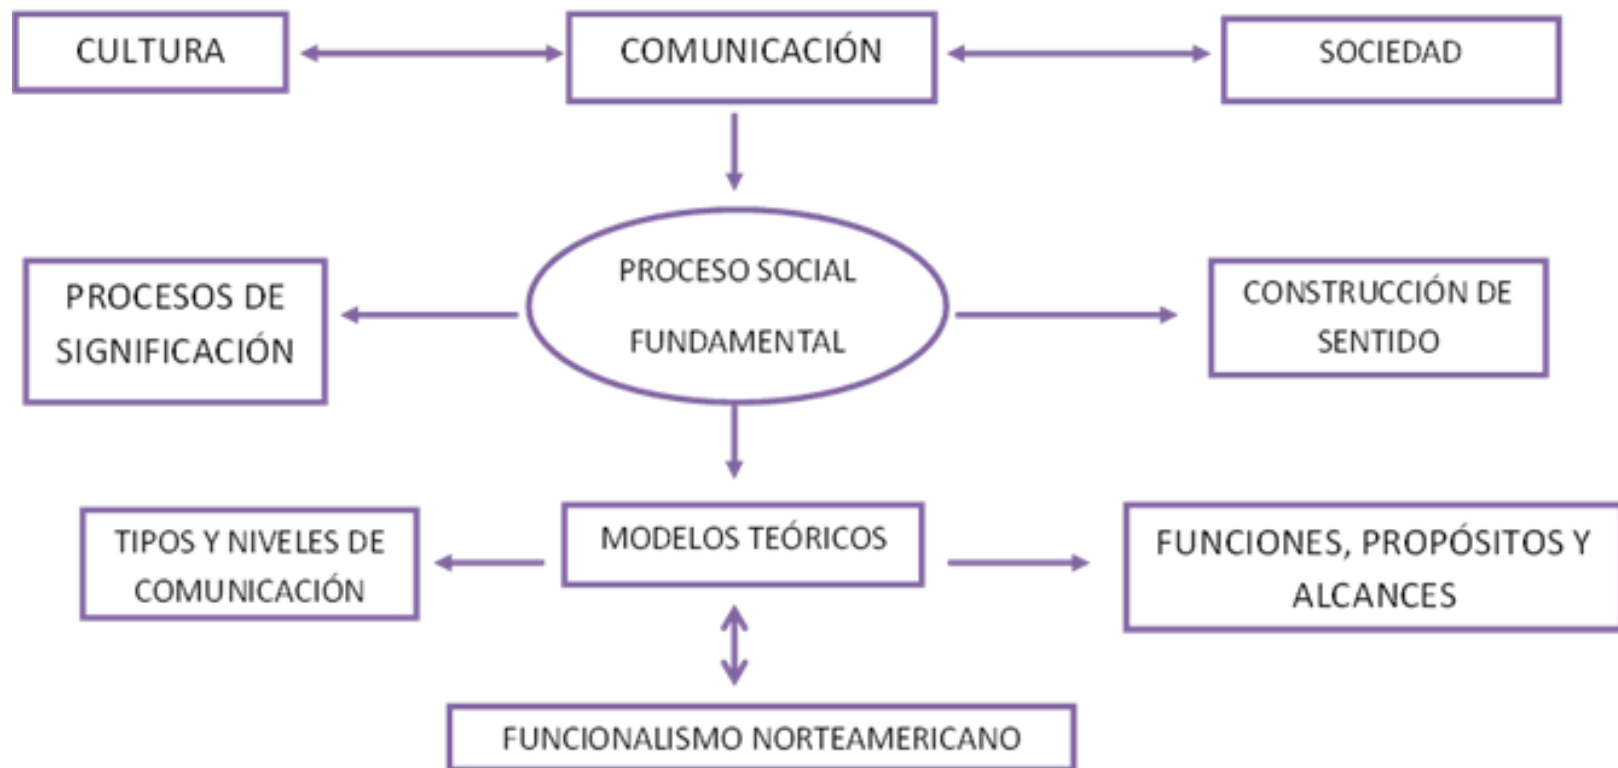 CULTURA
COMUNICACIÓN
SOCIEDAD
PROCESO SOCIAL
FUNDAMENTAL
PROCESOS DE
SIGNIFICACIÓN
CONSTRUCCIÓN DE
SENTIDO
MODELOS TEÓRICOS
TIPOS Y NIVELES DE
COMUNICACIÓN
FUNCIONES, PROPÓSITOS Y
ALCANCES
FUNCIONALISMO NORTEAMERICANO